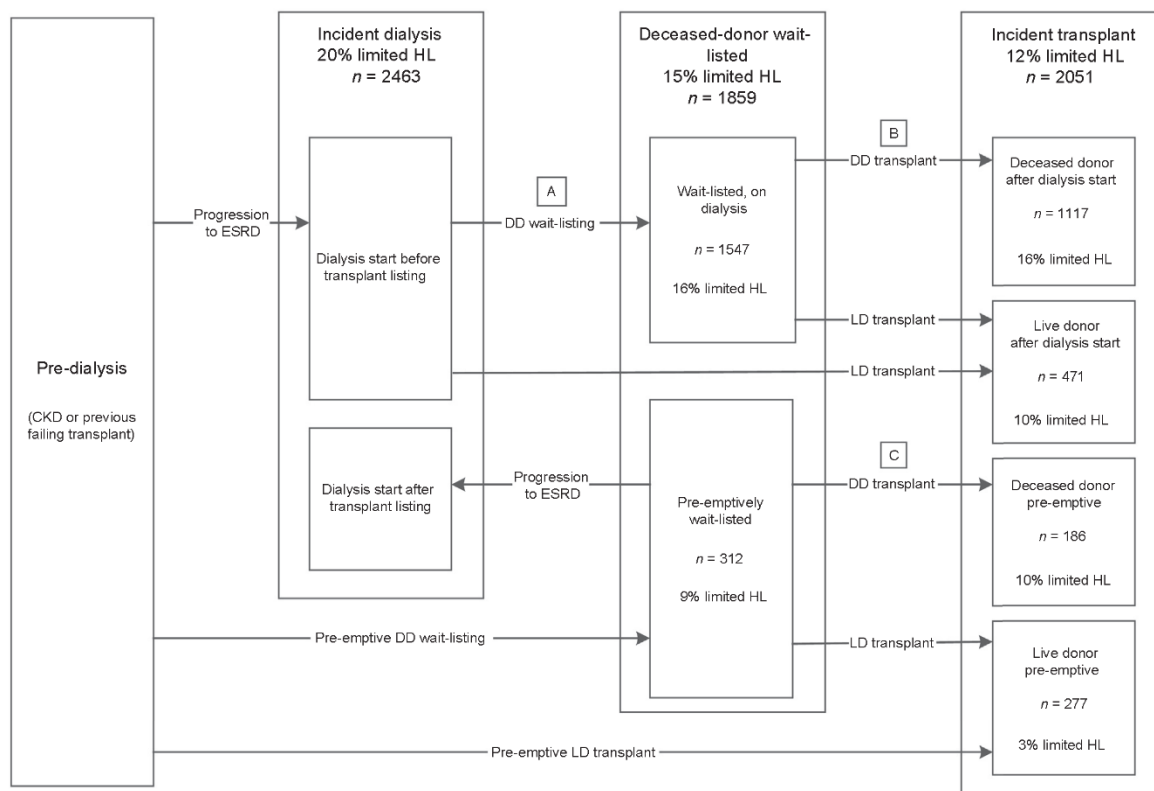 Pre-dialysis
(CKD or previous
failing transplant)
Progression
to ESRD
Incident dialysis
20% limited HL
n = 2463
Dialysis start before
transplant listing
Dialysis start after
transplant listing
A
DD wait-listing
Progression
to ESRD
Pre-emptive DD wait-listing
Pre-emptive LD transplant
Deceased-donor wait-
listed
15% limited HL
n = 1859
Wait-listed, on
dialysis
n = 1547
16% limited HL
Pre-emptively
wait-listed
n = 312
9% limited HL
B
DD transplant
LD transplant
LD transplant
C
DD transplant
LD transplant
Incident transplant
12% limited HL
n = 2051
Deceased donor
after dialysis start
n = 1117
16% limited HL
Live donor
after dialysis start
n = 471
10% limited HL
Deceased donor
pre-emptive
n = 186
10% limited HL
Live donor
pre-emptive
n = 277
3% limited HL